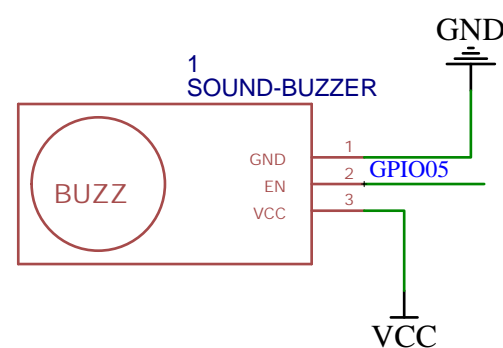 GND
1
SOUND-BUZZER
BUZZ
GND 1
EN 2 GPIO05
VCC 3
VCC